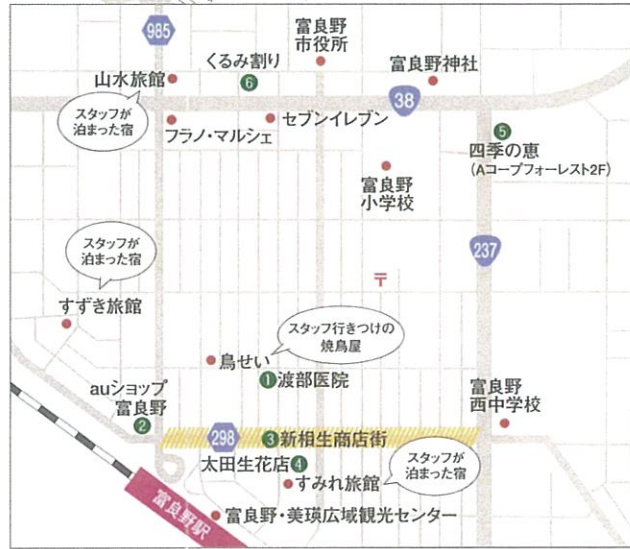 985
富良野
市役所
くるみ割り
山水旅館
6
富良野神社
38
スタッフが
泊まった宿
フラノ・マルシェ
セブンイレブン
5
四季の恵
(Aコープフォーレスト2F)
富良野
小学校
スタッフが
泊まった宿
237
〒
すずき旅館
スタッフ行きつけの
焼鳥屋
鳥せい
1 渡部医院
auショップ
富良野
2
富良野
西中学校
298
3 新相生商店街
太田生花店 4
スタッフが
泊まった宿
すみれ旅館
富良野駅
富良野・美瑛広域観光センター